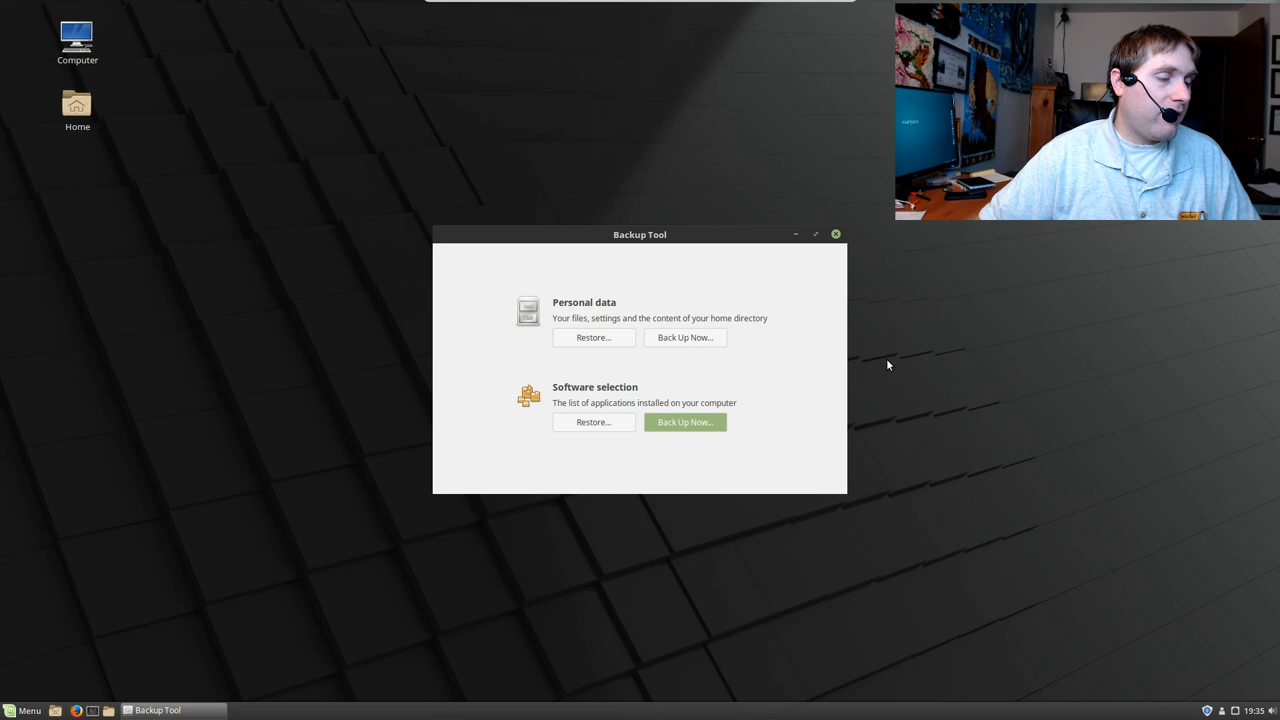 Computer
Home
Backup Tool
Personal data
Your files, settings and the content of your home directory
Restore...
Back Up Now...
Software selection
The list of applications installed on your computer
Restore...
Back Up Now...
Menu
Backup Tool
19:35